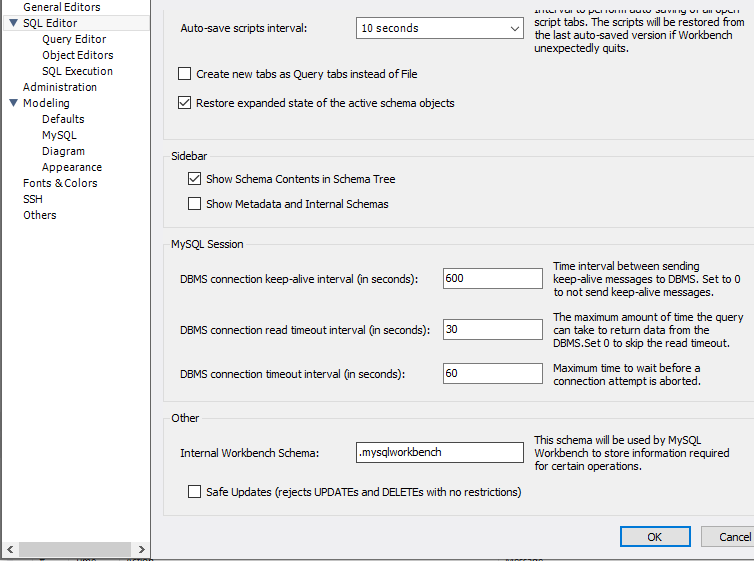 General Editors
SQL Editor
Query Editor
Object Editors
SQL Execution
Administration
Modeling
Defaults
MySQL
Diagram
Appearance
Fonts & Colors
SSH
Others
Interval to perform auto-saving of all open
script tabs. The scripts will be restored from
the last auto-saved version if Workbench
unexpectedly quits.
Auto-save scripts interval:
10 seconds
Create new tabs as Query tabs instead of File
Restore expanded state of the active schema objects
Sidebar
Show Schema Contents in Schema Tree
Show Metadata and Internal Schemas
MySQL Session
DBMS connection keep-alive interval (in seconds):
600
Time interval between sending
keep-alive messages to DBMS. Set to 0
to not send keep-alive messages.
DBMS connection read timeout interval (in seconds):
30
The maximum amount of time the query
can take to return data from the
DBMS.Set 0 to skip the read timeout.
DBMS connection timeout interval (in seconds):
60
Maximum time to wait before a
connection attempt is aborted.
Other
Internal Workbench Schema:
.mysqlworkbench
This schema will be used by MySQL
Workbench to store information required
for certain operations.
Safe Updates (rejects UPDATEs and DELETEs with no restrictions)
OK
Cancel